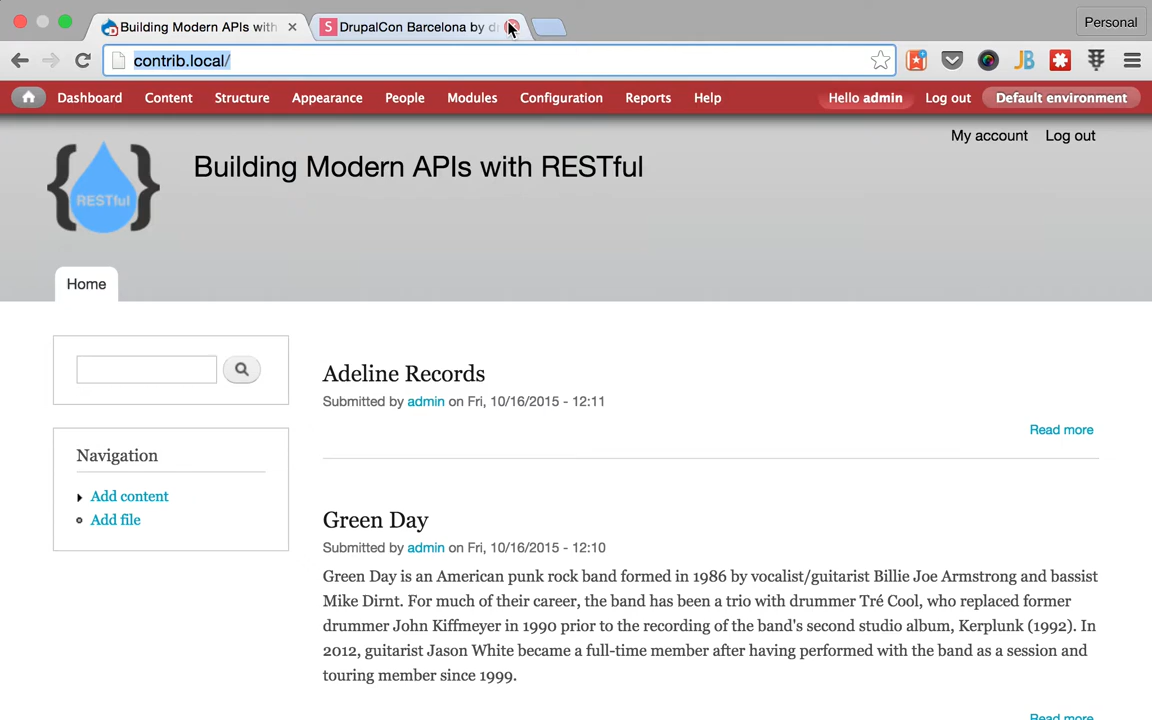 Building Modern APIs with
DrupalCon Barcelona by d
Personal
contrib.local/
JB
Dashboard Content Structure Appearance People Modules Configuration Reports Help Hello admin Log out Default environment
My account Log out
RESTful
Building Modern APIs with RESTful
Home
Adeline Records
Submitted by admin on Fri, 10/16/2015 - 12:11
Read more
Navigation
Add content
Add file
Green Day
Submitted by admin on Fri, 10/16/2015 - 12:10
Green Day is an American punk rock band formed in 1986 by vocalist/guitarist Billie Joe Armstrong and bassist
Mike Dirnt. For much of their career, the band has been a trio with drummer Tré Cool, who replaced former
drummer John Kiffmeyer in 1990 prior to the recording of the band's second studio album, Kerplunk (1992). In
2012, guitarist Jason White became a full-time member after having performed with the band as a session and
touring member since 1999.
Read more